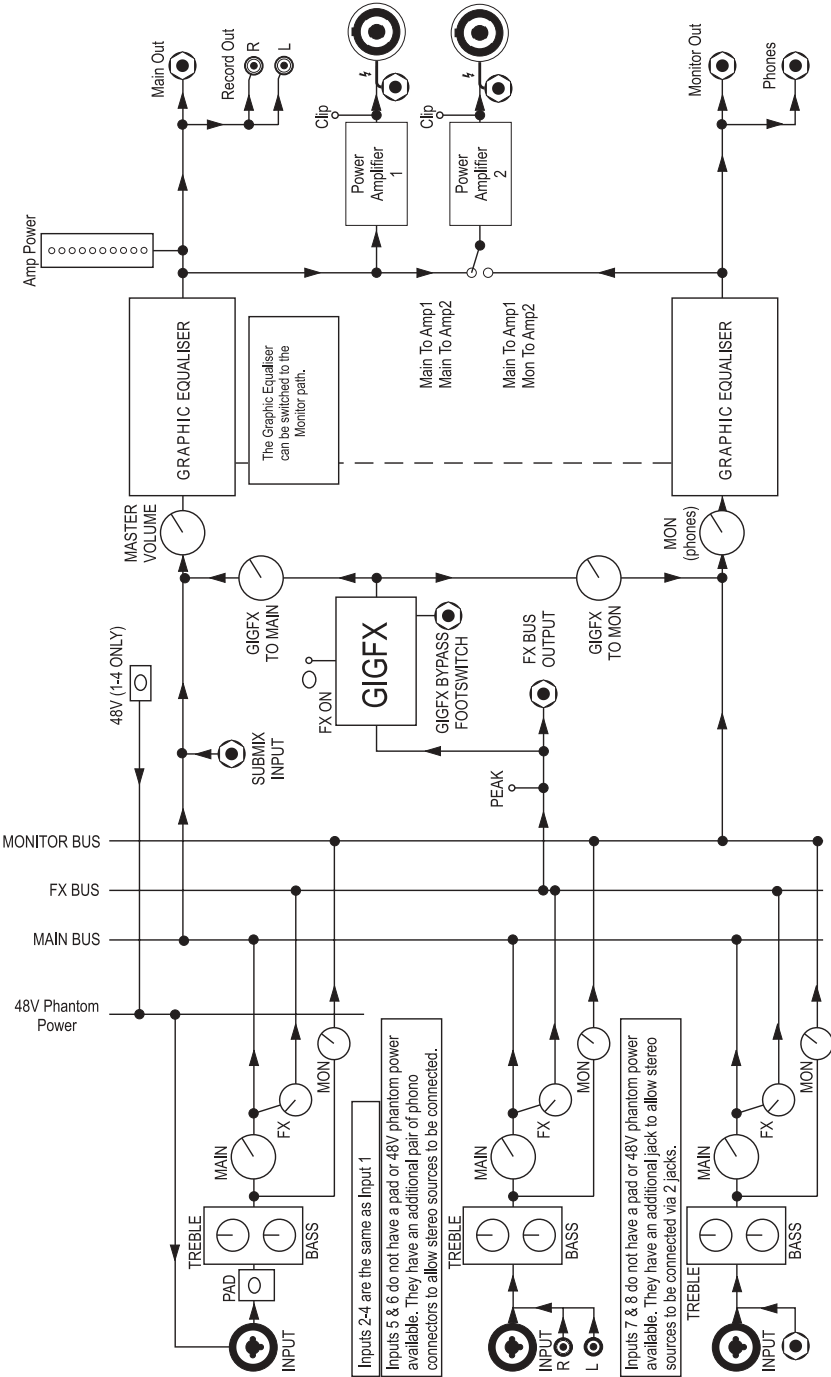 Amp Power
Main Out
Record Out
R
L
Clip
Power
Amplifier
1
Clip
Power
Amplifier
2
Monitor Out
Phones
GRAPHIC EQUALISER
The Graphic Equaliser
can be switched to the
Monitor path.
Main To Amp1
Main To Amp2
Main To Amp1
Mon To Amp2
GRAPHIC EQUALISER
MASTER
VOLUME
MON
(phones)
48V (1-4 ONLY)
GIGFX
TO MAIN
FX ON
GIGFX
GIGFX BYPASS
FOOTSWITCH
FX BUS
OUTPUT
GIGFX
TO MON
SUBMIX
INPUT
PEAK
MONITOR BUS
FX BUS
MAIN BUS
48V Phantom
Power
MAIN
FX
MON
TREBLE
BASS
PAD
INPUT
Inputs 2-4 are the same as Input 1
Inputs 5 & 6 do not have a pad or 48V phantom power
available. They have an additional pair of phono
connectors to allow stereo sources to be connected.
MAIN
FX
MON
TREBLE
BASS
INPUT
R
L
Inputs 7 & 8 do not have a pad or 48V phantom power
available. They have an additional jack to allow stereo
sources to be connected via 2 jacks.
MAIN
FX
MON
TREBLE
BASS
INPUT